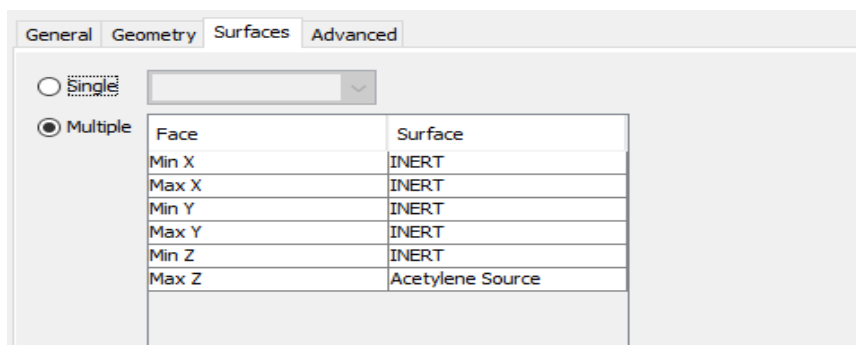 General Geometry Surfaces Advanced
Single
Multiple
Face Surface
Min X INERT
Max X INERT
Min Y INERT
Max Y INERT
Min Z INERT
Max Z Acetylene Source